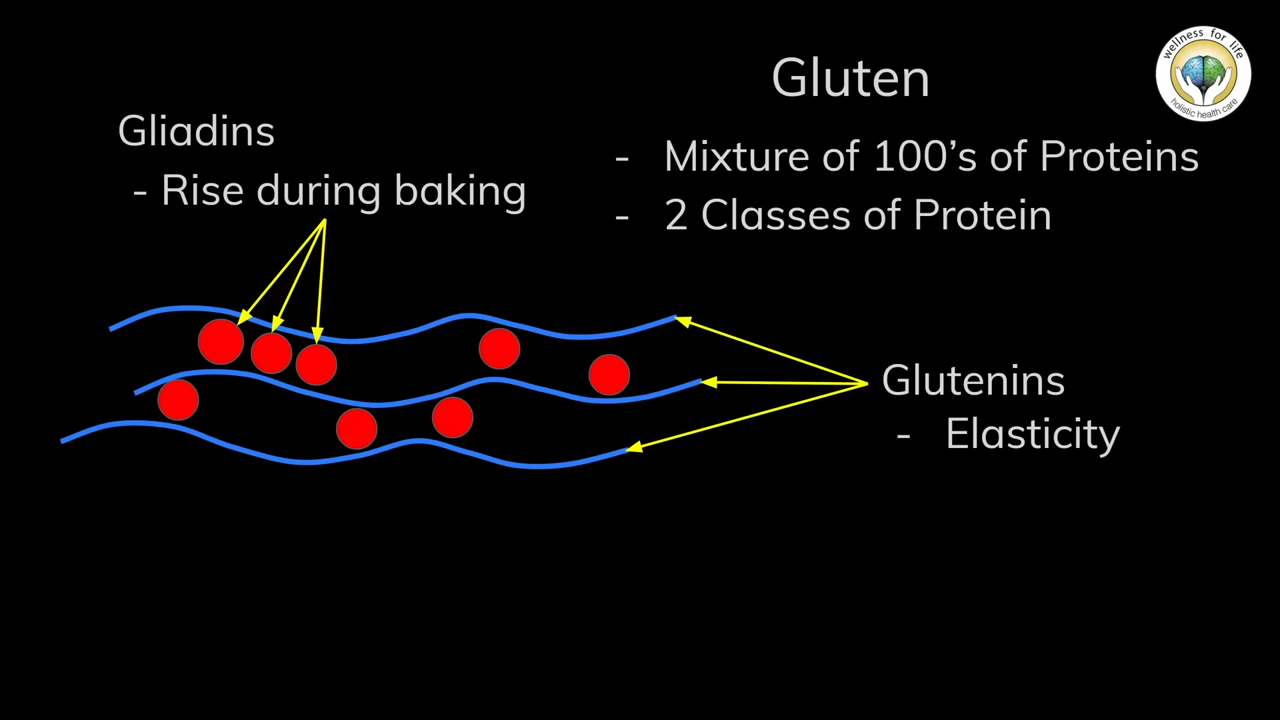 Gluten
- Mixture of 100's of Proteins
- 2 Classes of Protein
Gliadins
- Rise during baking
Glutenins
- Elasticity
wellness for life
holistic health care